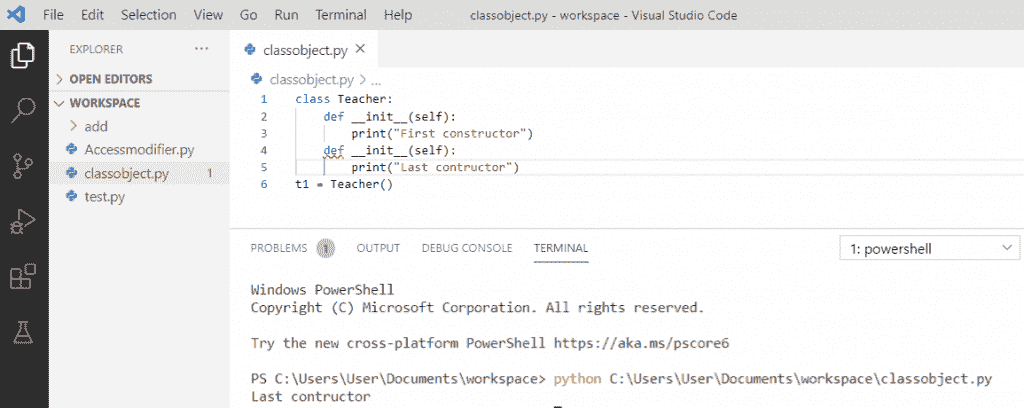 File Edit Selection View Go Run Terminal Help classobject.py - workspace - Visual Studio Code
EXPLORER ...
OPEN EDITORS
WORKSPACE
add
Accessmodifier.py
classobject.py 1
test.py
classobject.py
classobject.py > ...
1 class Teacher:
2 def __init__(self):
3 print("First constructor")
4 def __init__(self):
5 print("Last contructor")
6 t1 = Teacher()
PROBLEMS 1 OUTPUT DEBUG CONSOLE TERMINAL 1: powershell
Windows PowerShell
Copyright (C) Microsoft Corporation. All rights reserved.
Try the new cross-platform PowerShell https://aka.ms/pscore6
PS C:\Users\User\Documents\workspace> python C:\Users\User\Documents\workspace\classobject.py
Last contructor